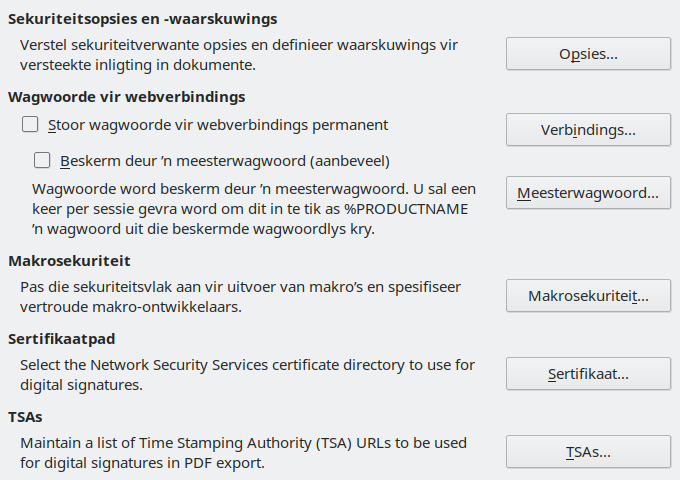 Sekuriteitsopsies en -waarskuwings
Verstel sekuriteitverwante opsies en definieer waarskuwings vir
versteekte inligting in dokumente.
Opsies...
Wagwoorde vir webverbindings
Stoor wagwoorde vir webverbindings permanent
Verbindings...
Beskerm deur ’n meesterwagwoord (aanbeveel)
Wagwoorde word beskerm deur ’n meesterwagwoord. U sal een
keer per sessie gevra word om dit in te tik as %PRODUCTNAME
’n wagwoord uit die beskermde wagwoordlys kry.
Meesterwagwoord...
Makrosekuriteit
Pas die sekuriteitsvlak aan vir uitvoer van makro’s en spesifiseer
vertroude makro-ontwikkelaars.
Makrosekuriteit...
Sertifikaatpad
Select the Network Security Services certificate directory to use for
digital signatures.
Sertifikaat...
TSAs
Maintain a list of Time Stamping Authority (TSA) URLs to be used
for digital signatures in PDF export.
TSAs...